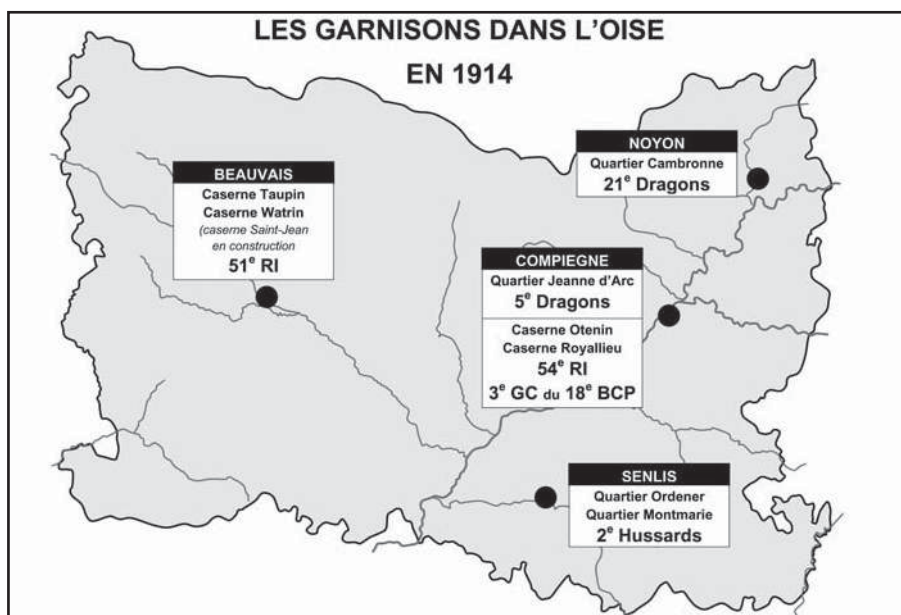 LES GARNISONS DANS L'OISE
EN 1914
BEAUVAIS
Caserne Taupin
Caserne Watrin
(caserne Saint-Jean
en construction
51e RI
NOYON
Quartier Cambronne
21e Dragons
COMPIEGNE
Quartier Jeanne d'Arc
5e Dragons
Caserne Otenin
Caserne Royallieu
54e RI
3e GC du 18e BCP
SENLIS
Quartier Ordener
Quartier Montmarie
2e Hussards